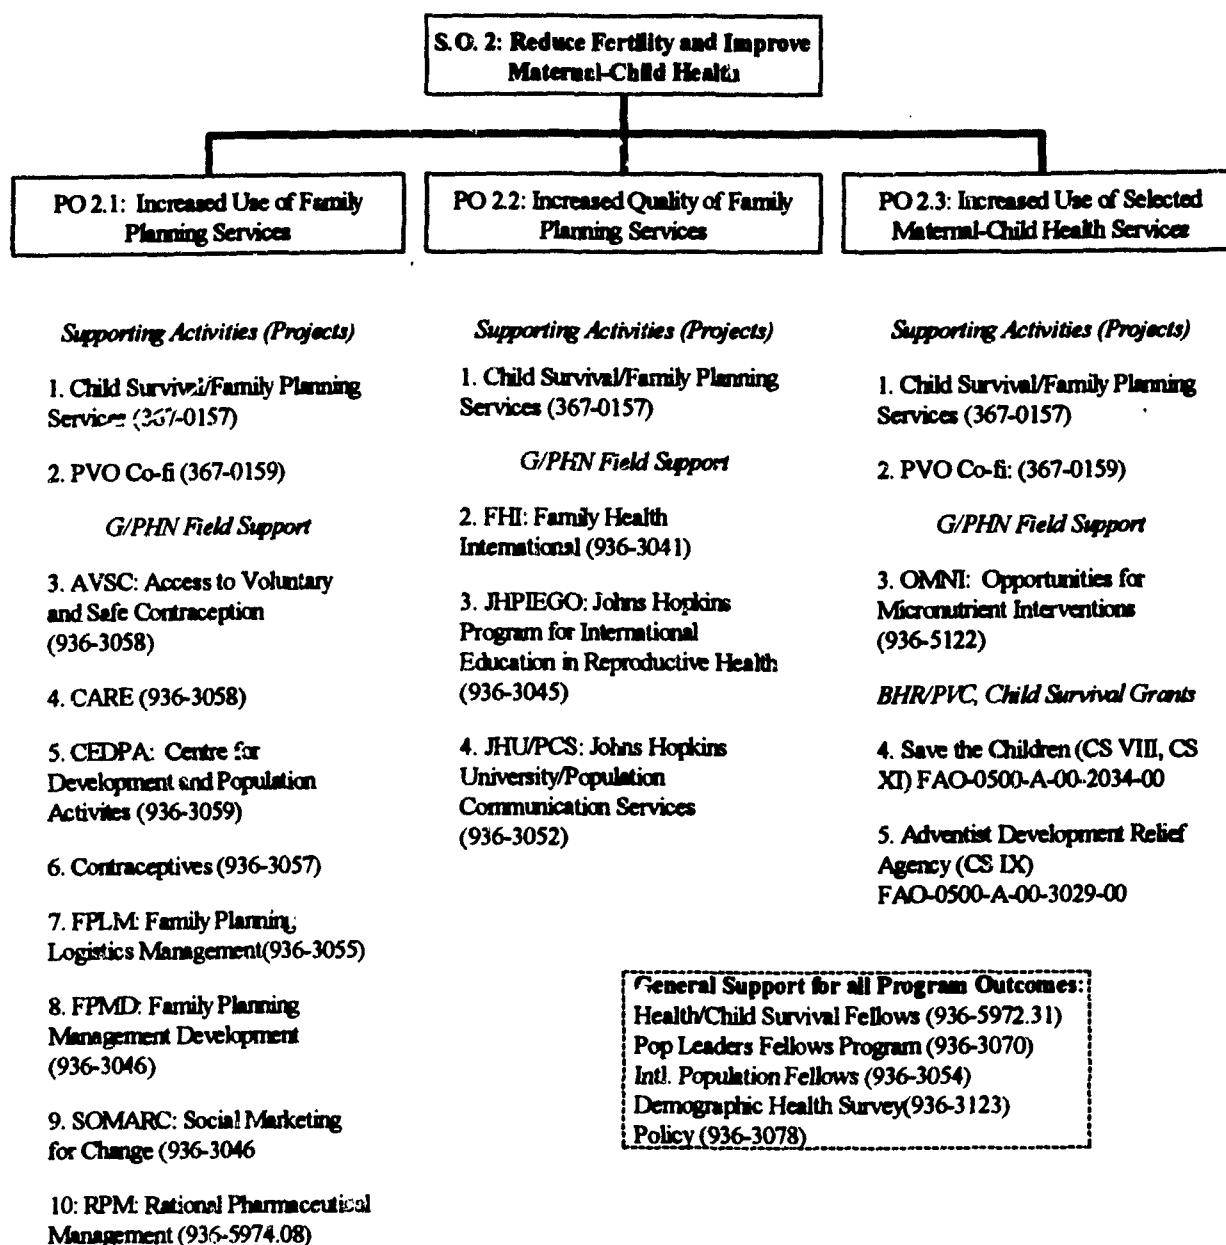 S.O. 2: Reduce Fertility and Improve
Maternal-Child Health
PO 2.1: Increased Use of Family
Planning Services
PO 2.2: Increased Quality of Family
Planning Services
PO 2.3: Increased Use of Selected
Maternal-Child Health Services
Supporting Activities (Projects)
1. Child Survival/Family Planning
Services (367-0157)
2. PVO Co-fi (367-0159)
G/PHN Field Support
3. AVSC: Access to Voluntary
and Safe Contraception
(936-3058)
4. CARE (936-3058)
5. CEDPA: Centre for
Development and Population
Activites (936-3059)
6. Contraceptives (936-3057)
7. FPLM: Family Planning
Logistics Management(936-3055)
8. FPMD: Family Planning
Management Development
(936-3046)
9. SOMARC: Social Marketing
for Change (936-3046
10: RPM: Rational Pharmaceutical
Management (936-5974.08)
Supporting Activities (Projects)
1. Child Survival/Family Planning
Services (367-0157)
G/PHN Field Support
2. FHI: Family Health
International (936-3041)
3. JHPIEGO: Johns Hopkins
Program for International
Education in Reproductive Health
(936-3045)
4. JHU/PCS: Johns Hopkins
University/Population
Communication Services
(936-3052)
Supporting Activities (Projects)
1. Child Survival/Family Planning
Services (367-0157)
2. PVO Co-fi: (367-0159)
G/PHN Field Support
3. OMNI: Opportunities for
Micronutrient Interventions
(936-5122)
BHR/PVC, Child Survival Grants
4. Save the Children (CS VIII, CS
XI) FAO-0500-A-00-2034-00
5. Adventist Development Relief
Agency (CS IX)
FAO-0500-A-00-3029-00
General Support for all Program Outcomes:
Health/Child Survival Fellows (936-5972.31)
Pop Leaders Fellows Program (936-3070)
Intl. Population Fellows (936-3054)
Demographic Health Survey(936-3123)
Policy (936-3078)